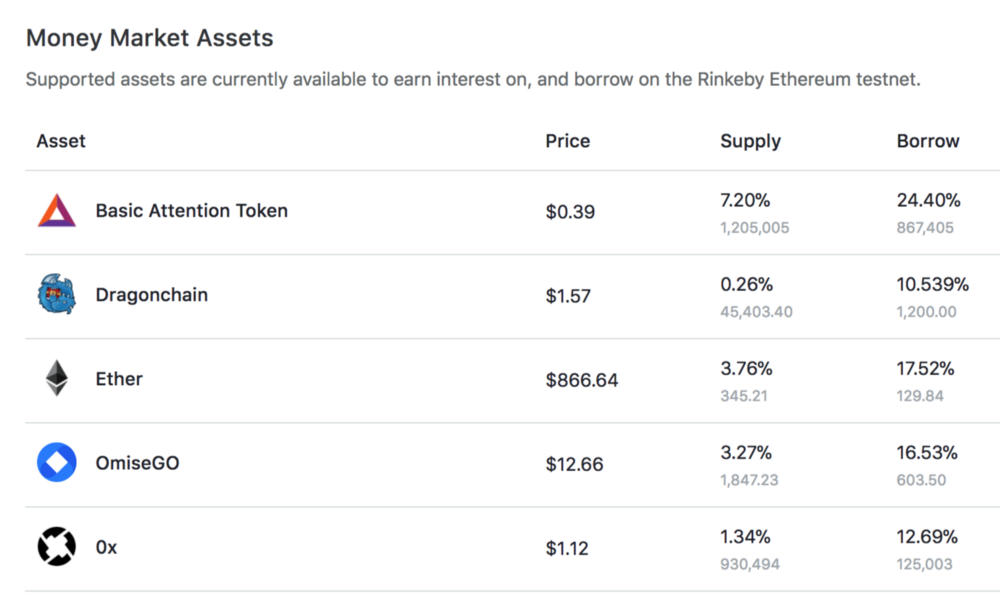 Money Market Assets
Supported assets are currently available to earn interest on, and borrow on the Rinkeby Ethereum testnet.
Asset Price Supply Borrow
Basic Attention Token $0.39 7.20% 24.40%
1,205,005 867,405
Dragonchain $1.57 0.26% 10.539%
45,403.40 1,200.00
Ether $866.64 3.76% 17.52%
345.21 129.84
OmiseGO $12.66 3.27% 16.53%
1,847.23 603.50
0x $1.12 1.34% 12.69%
930,494 125,003